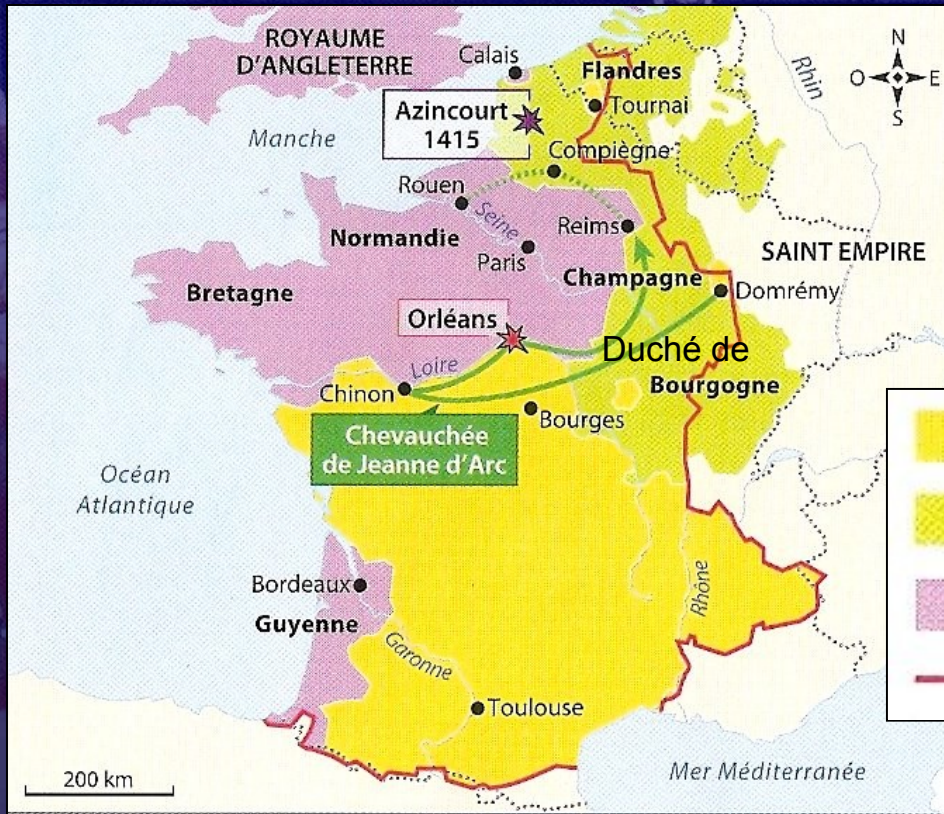 ROYAUME
D'ANGLETERRE
Calais
Flandres
Rhin
N
O
E
S
Azincourt
1415
Tournai
Manche
Compiègne
Rouen
Seine
Reims
Normandie
Paris
SAINT EMPIRE
Champagne
Bretagne
Domrémy
Orléans
Duché de
Bourgogne
Loire
Chinon
Bourges
Chevauchée
de Jeanne d'Arc
Océan
Atlantique
Bordeaux
Rhône
Guyenne
Garonne
Toulouse
Mer Méditerranée
200 km